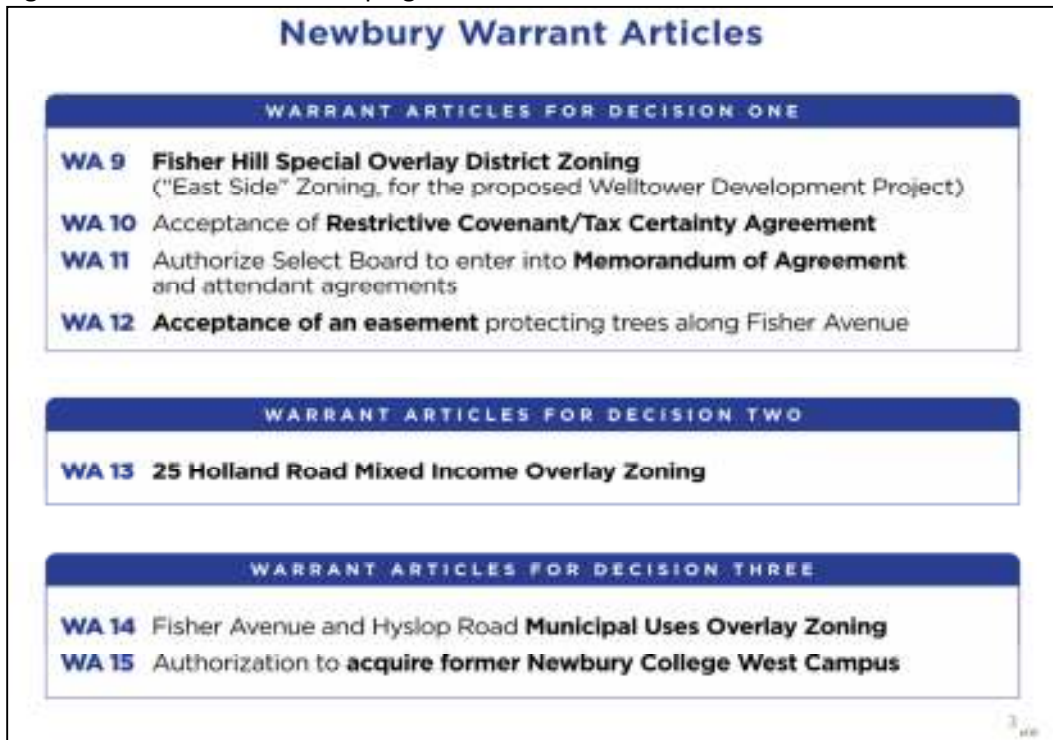 Newbury Warrant Articles
WARRANT ARTICLES FOR DECISION ONE
WA 9 Fisher Hill Special Overlay District Zoning
("East Side" Zoning, for the proposed Welltower Development Project)
WA 10 Acceptance of Restrictive Covenant/Tax Certainty Agreement
WA 11 Authorize Select Board to enter into Memorandum of Agreement
and attendant agreements
WA 12 Acceptance of an easement protecting trees along Fisher Avenue
WARRANT ARTICLES FOR DECISION TWO
WA 13 25 Holland Road Mixed Income Overlay Zoning
WARRANT ARTICLES FOR DECISION THREE
WA 14 Fisher Avenue and Hyslop Road Municipal Uses Overlay Zoning
WA 15 Authorization to acquire former Newbury College West Campus
3